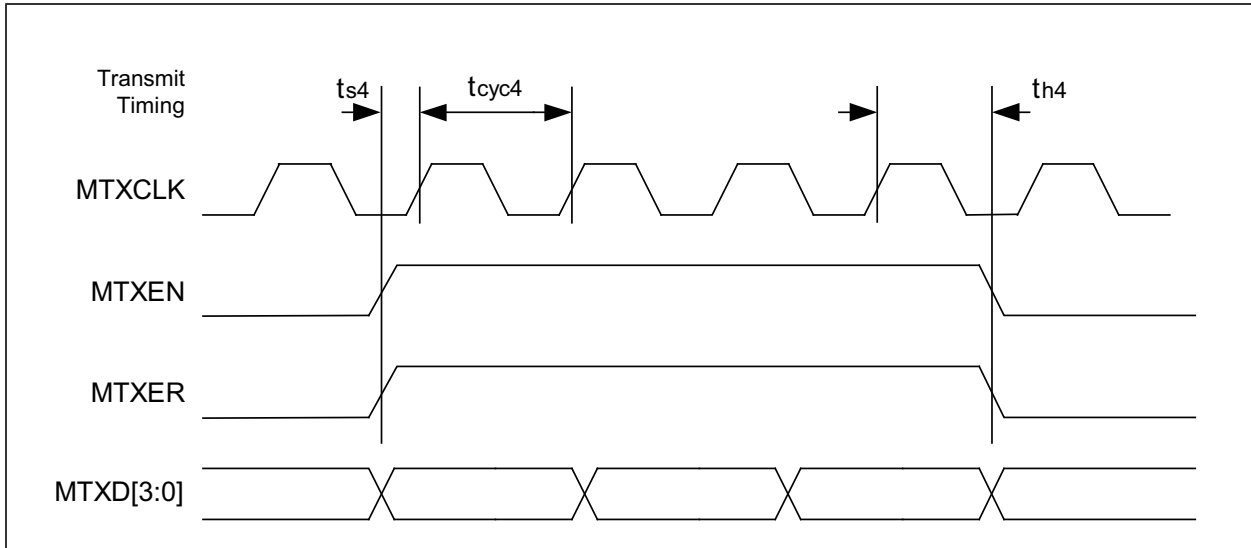 Transmit
Timing
ts4
tcyc4
th4
MTXCLK
MTXEN
MTXER
MTXD[3:0]